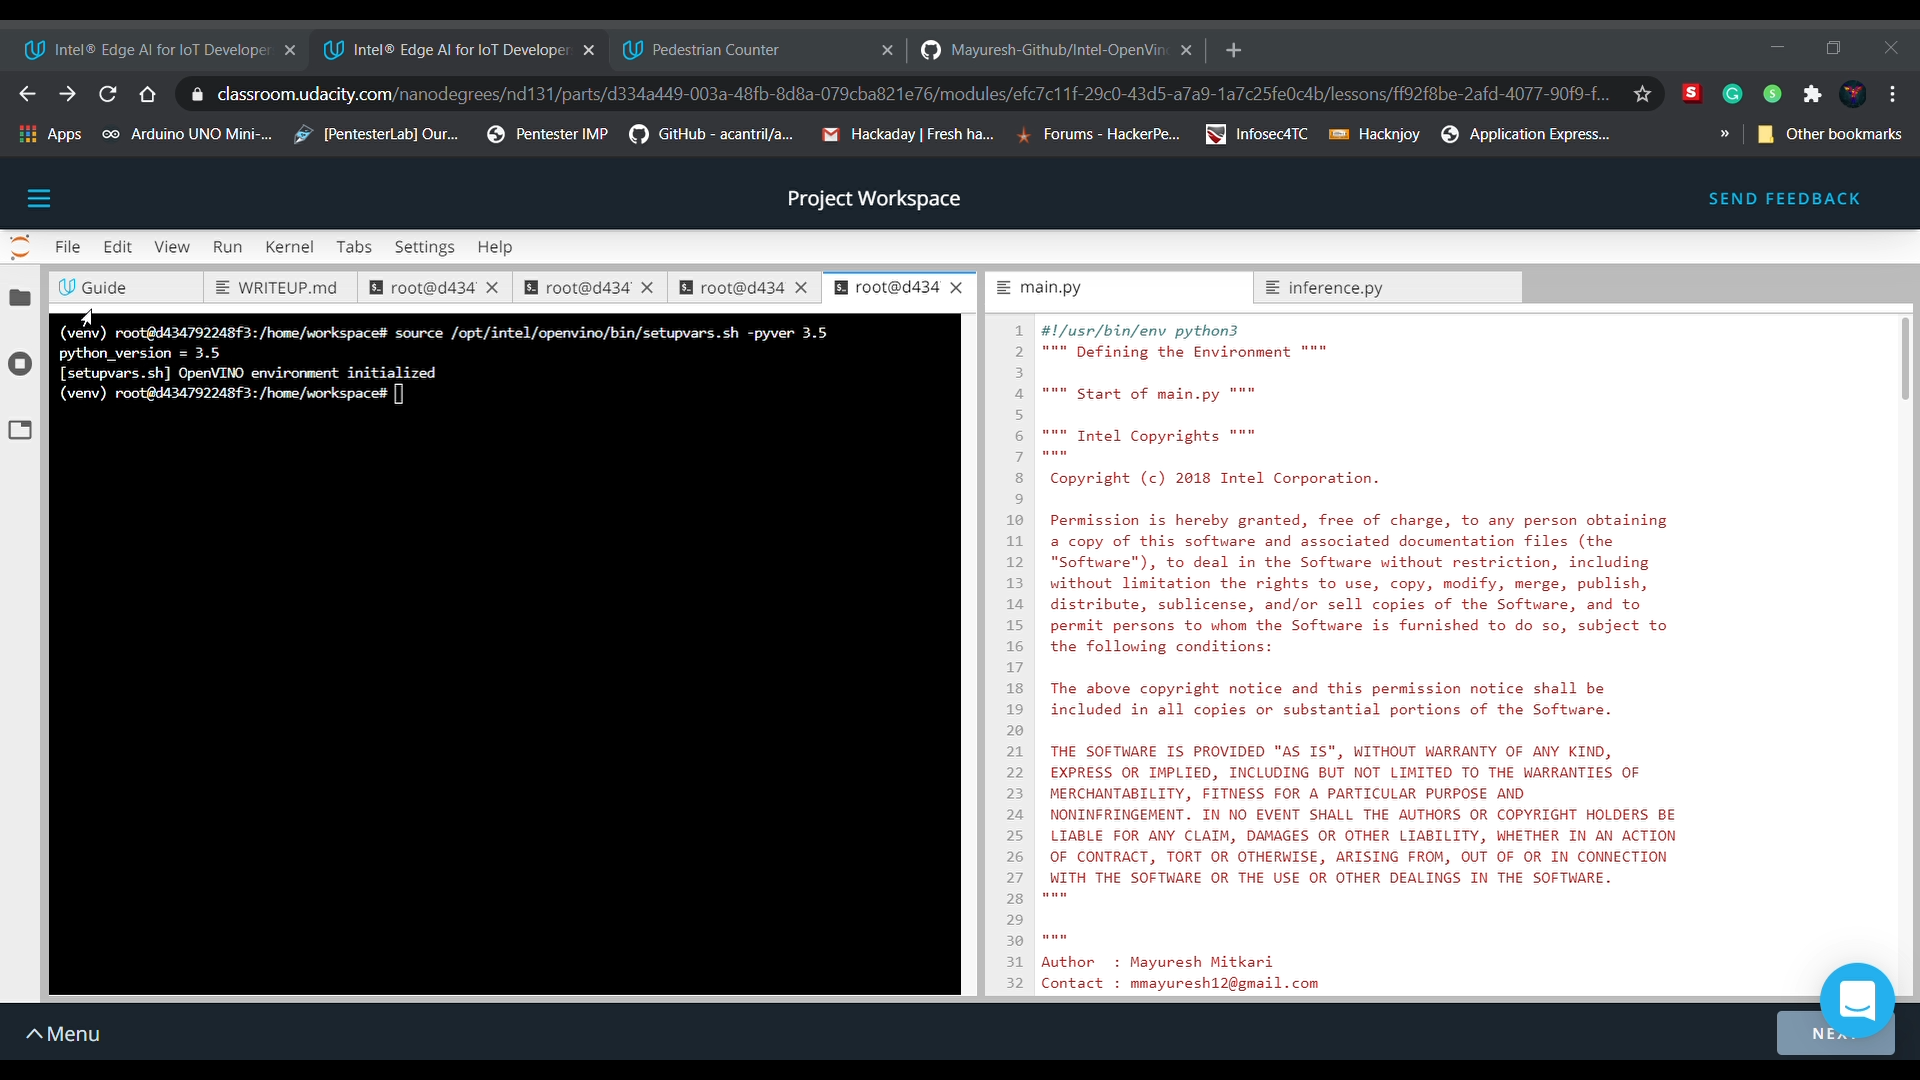 Intel® Edge AI for IoT Developer
Intel® Edge AI for IoT Developer
Pedestrian Counter
Mayuresh-Github/Intel-OpenVin
classroom.udacity.com/nanodegrees/nd131/parts/d334a449-003a-48fb-8d8a-079cba821e76/modules/efc7c11f-29c0-43d5-a7a9-1a7c25fe0c4b/lessons/ff92f8be-2afd-4077-90f9-f...
Apps
Arduino UNO Mini-...
[PentesterLab] Our...
Pentester IMP
GitHub - acantril/a...
Hackaday | Fresh ha...
Forums - HackerPe...
Infosec4TC
Hacknjoy
Application Express...
»
Other bookmarks
Project Workspace
SEND FEEDBACK
File Edit View Run Kernel Tabs Settings Help
Guide
WRITEUP.md
root@d434
root@d434
root@d434
root@d434
main.py
inference.py
(venv) root@d434792248f3:/home/workspace# source /opt/intel/openvino/bin/setupvars.sh -pyver 3.5
python_version = 3.5
[setupvars.sh] OpenVINO environment initialized
(venv) root@d434792248f3:/home/workspace#
1 #!/usr/bin/env python3
2 """ Defining the Environment """
3
4 """ Start of main.py """
5
6 """ Intel Copyrights """
7 """
8 Copyright (c) 2018 Intel Corporation.
9
10 Permission is hereby granted, free of charge, to any person obtaining
11 a copy of this software and associated documentation files (the
12 "Software"), to deal in the Software without restriction, including
13 without limitation the rights to use, copy, modify, merge, publish,
14 distribute, sublicense, and/or sell copies of the Software, and to
15 permit persons to whom the Software is furnished to do so, subject to
16 the following conditions:
17
18 The above copyright notice and this permission notice shall be
19 included in all copies or substantial portions of the Software.
20
21 THE SOFTWARE IS PROVIDED "AS IS", WITHOUT WARRANTY OF ANY KIND,
22 EXPRESS OR IMPLIED, INCLUDING BUT NOT LIMITED TO THE WARRANTIES OF
23 MERCHANTABILITY, FITNESS FOR A PARTICULAR PURPOSE AND
24 NONINFRINGEMENT. IN NO EVENT SHALL THE AUTHORS OR COPYRIGHT HOLDERS BE
25 LIABLE FOR ANY CLAIM, DAMAGES OR OTHER LIABILITY, WHETHER IN AN ACTION
26 OF CONTRACT, TORT OR OTHERWISE, ARISING FROM, OUT OF OR IN CONNECTION
27 WITH THE SOFTWARE OR THE USE OR OTHER DEALINGS IN THE SOFTWARE.
28 """
29
30 """
31 Author : Mayuresh Mitkari
32 Contact : mmayuresh12@gmail.com
Menu